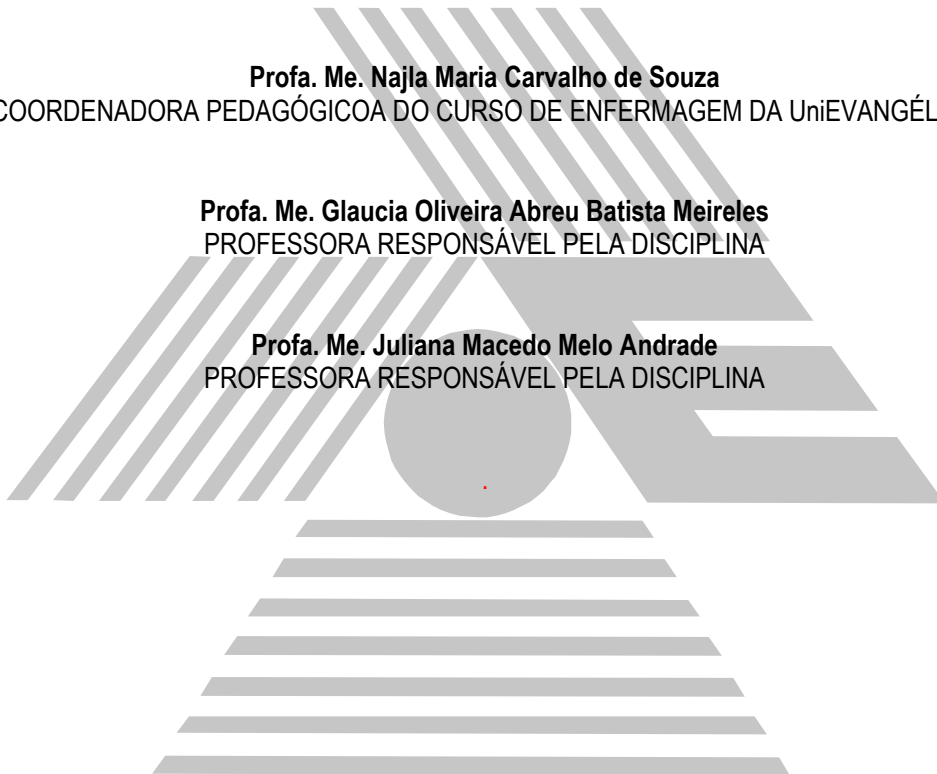 Profa. Me. Najla Maria Carvalho de Souza
COORDENADORA PEDAGÓGICOA DO CURSO DE ENFERMAGEM DA UniEVANGÉL
Profa. Me. Glaucia Oliveira Abreu Batista Meireles
PROFESSORA RESPONSÁVEL PELA DISCIPLINA
Profa. Me. Juliana Macedo Melo Andrade
PROFESSORA RESPONSÁVEL PELA DISCIPLINA
.